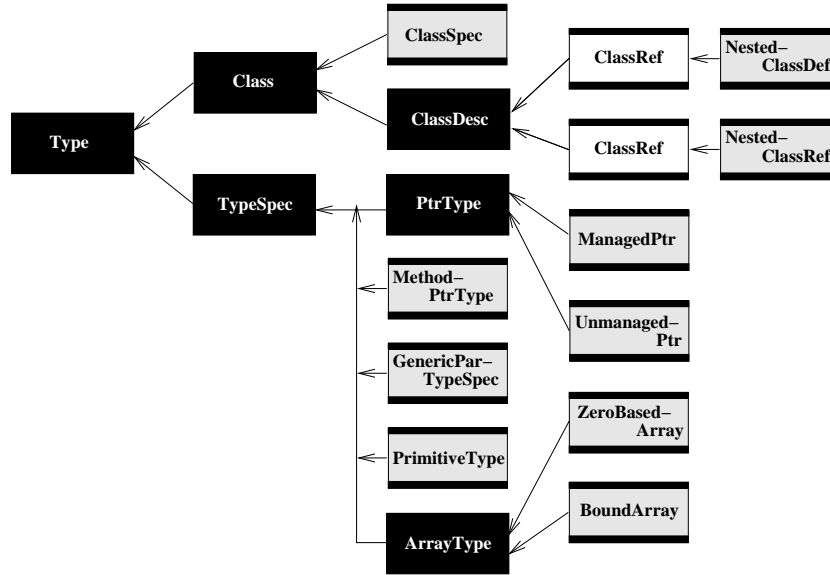 ClassSpec
Class
ClassRef
Nested–
ClassDef
Type
ClassDesc
ClassRef
Nested–
ClassRef
TypeSpec
PtrType
ManagedPtr
Method–
PtrType
Unmanaged–
Ptr
GenericPar–
TypeSpec
ZeroBased–
Array
PrimitiveType
BoundArray
ArrayType